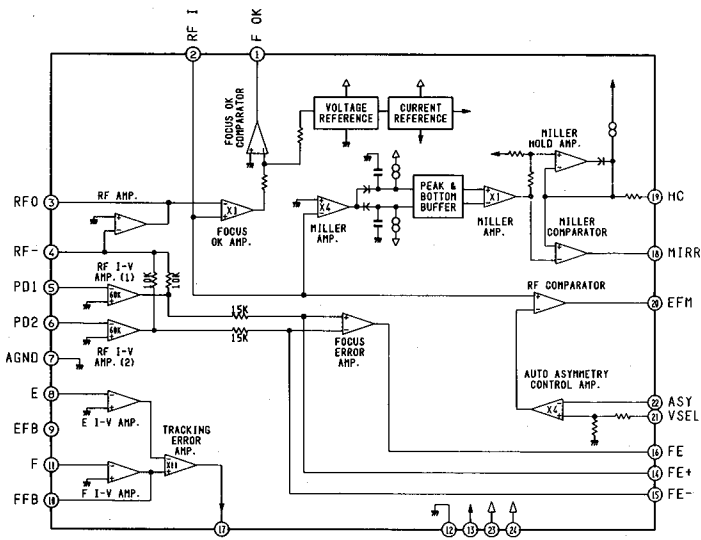 RF I
F OK
2
1
FOCUS OK
COMPARATOR
VOLTAGE
REFERENCE
CURRENT
REFERENCE
MILLER
HOLD AMP.
RFO 3
RF AMP.
X1
FOCUS
OK AMP.
X4
MILLER
AMP.
PEAK &
BOTTOM
BUFFER
X1
MILLER
AMP.
MILLER
COMPARATOR
19 HC
RF- 4
18 MIRR
RF I-V
AMP. (1)
10K
10K
PD1 5
60K
RF COMPARATOR
20 EFM
PD2 6
60K
RF I-V
AMP. (2)
15K
15K
FOCUS
ERROR
AMP.
AGND 7
AUTO ASYMMETRY
CONTROL AMP.
X4
E 8
E I-V AMP.
22 ASY
21 VSEL
EFB 9
TRACKING
ERROR
AMP.
16 FE
F 11
X11
14 FE+
FFB 10
F I-V AMP.
15 FE-
17
12
13
23
24